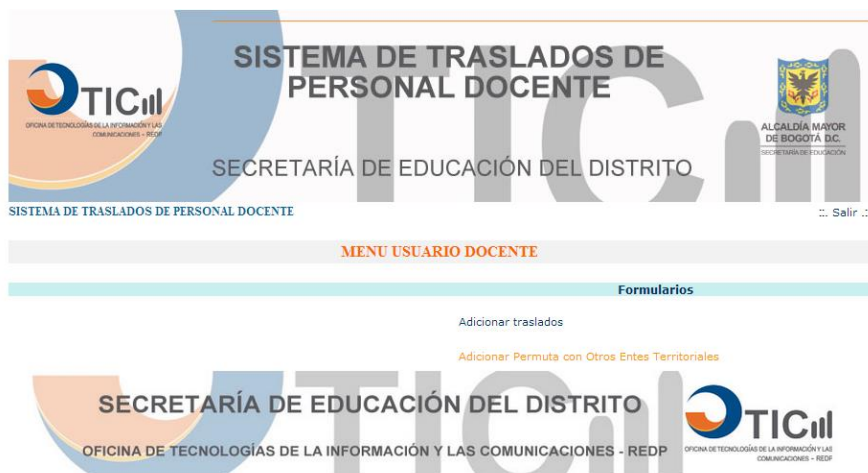 SISTEMA DE TRASLADOS DE
PERSONAL DOCENTE
OTIC
OFICINA DE TECNOLOGÍAS DE LA INFORMACIÓN Y LAS
COMUNICACIONES - REDP
ALCALDÍA MAYOR
DE BOGOTÁ D.C.
SECRETARÍA DE EDUCACIÓN
SECRETARÍA DE EDUCACIÓN DEL DISTRITO
SISTEMA DE TRASLADOS DE PERSONAL DOCENTE
::. Salir .:
MENU USUARIO DOCENTE
Formularios
Adicionar traslados
Adicionar Permuta con Otros Entes Territoriales
SECRETARÍA DE EDUCACIÓN DEL DISTRITO
OFICINA DE TECNOLOGÍAS DE LA INFORMACIÓN Y LAS COMUNICACIONES - REDP
OTIC
OFICINA DE TECNOLOGÍAS DE LA INFORMACIÓN Y LAS
COMUNICACIONES - REDP